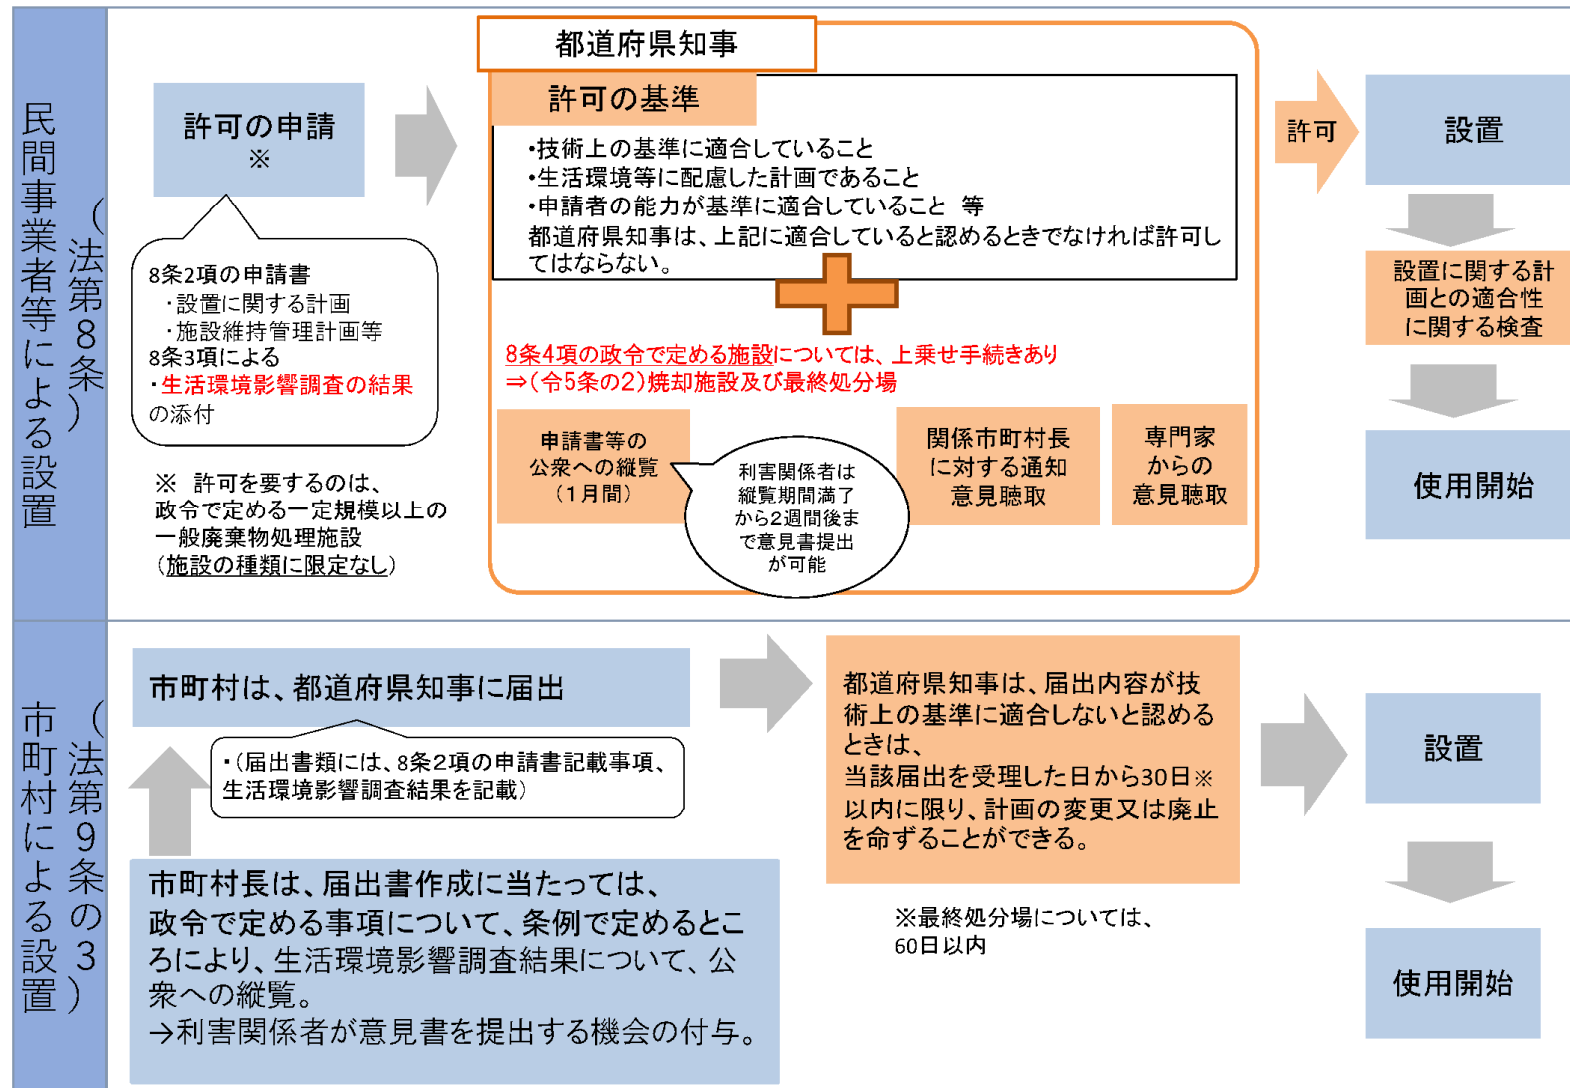 民間事業者等による設置
（法第８条）
許可の申請
※
8条2項の申請書
・設置に関する計画
・施設維持管理計画等
8条3項による
・生活環境影響調査の結果
の添付
※ 許可を要するのは、
政令で定める一定規模以上の
一般廃棄物処理施設
（施設の種類に限定なし）
都道府県知事
許可の基準
・技術上の基準に適合していること
・生活環境等に配慮した計画であること
・申請者の能力が基準に適合していること 等
都道府県知事は、上記に適合していると認めるときでなければ許可し
てはならない。
8条4項の政令で定める施設については、上乗せ手続きあり
⇒（令5条の2）焼却施設及び最終処分場
申請書等の
公衆への縦覧
（１月間）
利害関係者は
縦覧期間満了
から２週間後ま
で意見書提出
が可能
関係市町村長
に対する通知
意見聴取
専門家
からの
意見聴取
許可
設置
設置に関する計
画との適合性
に関する検査
使用開始
市町村による設置
（法第９条の３）
市町村は、都道府県知事に届出
・（届出書類には、8条２項の申請書記載事項、
生活環境影響調査結果を記載）
市町村長は、届出書作成に当たっては、
政令で定める事項について、条例で定めるとこ
ろにより、生活環境影響調査結果について、公
衆への縦覧。
→利害関係者が意見書を提出する機会の付与。
都道府県知事は、届出内容が技
術上の基準に適合しないと認める
ときは、
当該届出を受理した日から30日※
以内に限り、計画の変更又は廃止
を命ずることができる。
※最終処分場については、
60日以内
設置
使用開始